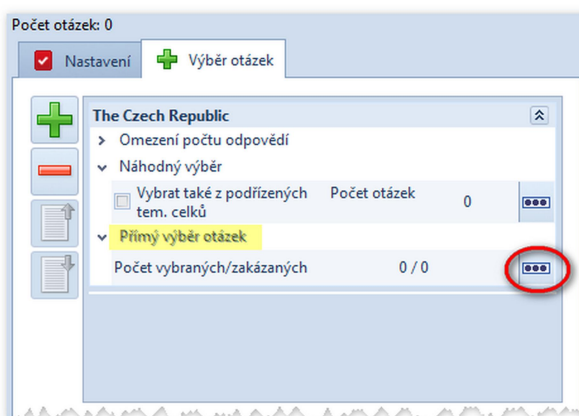 Počet otázek: 0
Nastavení
Výběr otázek
The Czech Republic
Omezení počtu odpovědí
Náhodný výběr
Vybrat také z podřízených
tem. celků
Počet otázek
0
Přímý výběr otázek
Počet vybraných/zakázaných
0 / 0